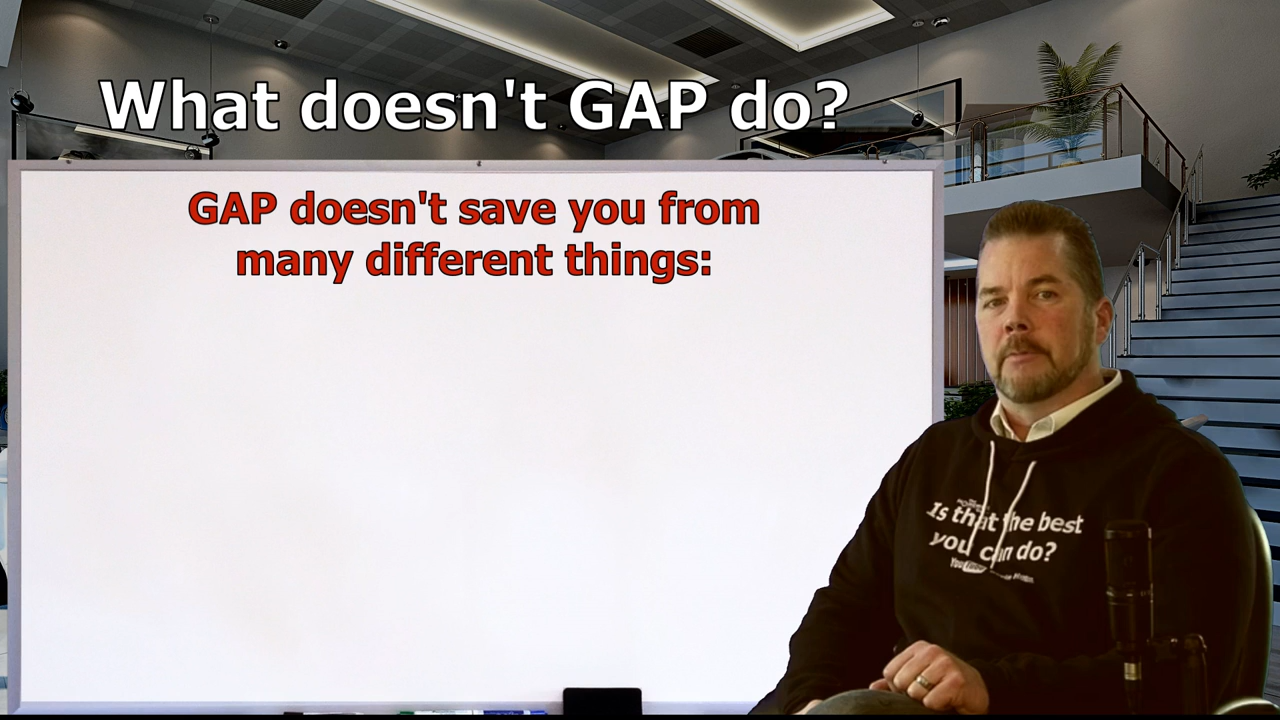 What doesn't GAP do?
GAP doesn't save you from
many different things:
Is that the best
you can do?